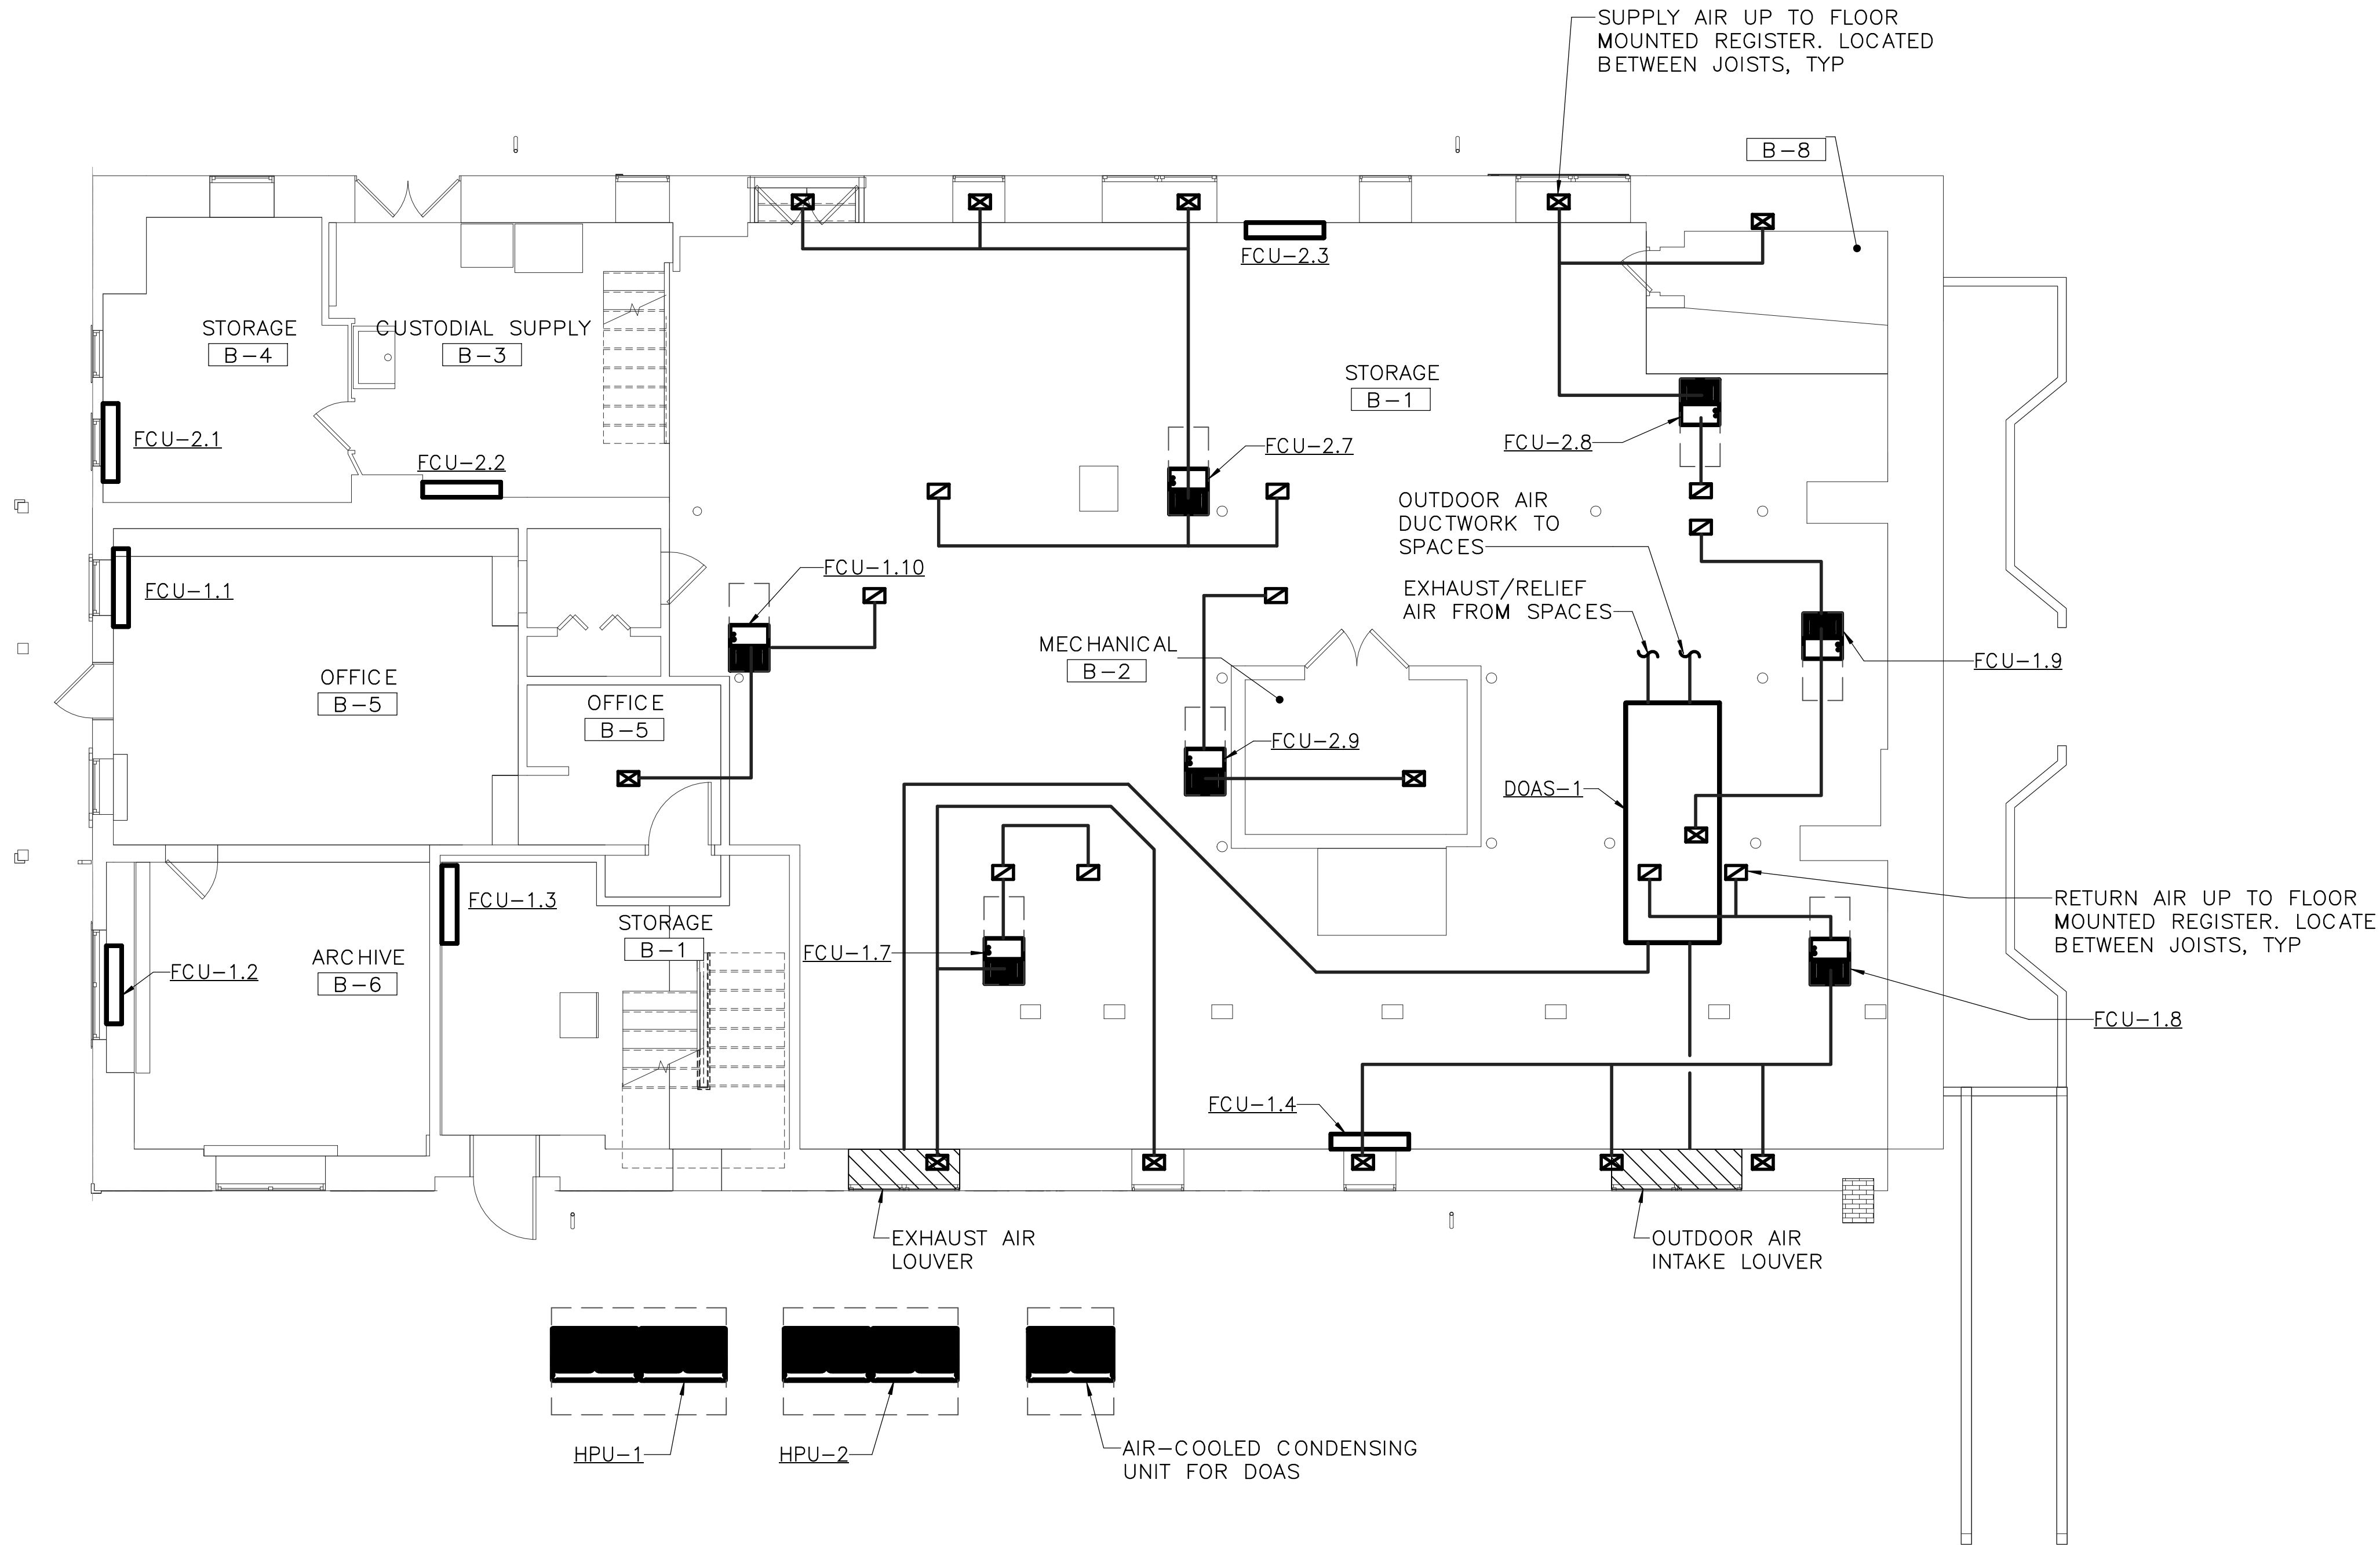 SUPPLY AIR UP TO FLOOR
MOUNTED REGISTER. LOCATED
BETWEEN JOISTS, TYP
B-8
FCU-2.3
STORAGE
B-4
CUSTODIAL SUPPLY
B-3
STORAGE
B-1
FCU-2.1
FCU-2.2
FCU-2.7
FCU-2.8
OUTDOOR AIR
DUCTWORK TO
SPACES
FCU-1.10
FCU-1.1
EXHAUST/RELIEF
AIR FROM SPACES
MECHANICAL
B-2
FCU-1.9
OFFICE
B-5
OFFICE
B-5
FCU-2.9
DOAS-1
FCU-1.3
RETURN AIR UP TO FLOOR
MOUNTED REGISTER. LOCATE
BETWEEN JOISTS, TYP
STORAGE
B-1
FCU-1.7
ARCHIVE
B-6
FCU-1.2
FCU-1.8
FCU-1.4
EXHAUST AIR
LOUVER
OUTDOOR AIR
INTAKE LOUVER
HPU-1
HPU-2
AIR-COOLED CONDENSING
UNIT FOR DOAS